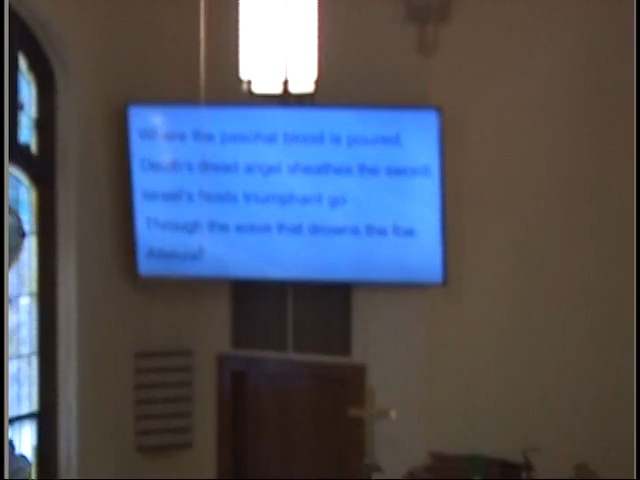 Where the paschal blood is poured,
Death's dread angel sheathes the sword;
Israel's hosts triumphant go
Through the wave that drowns the foe.
Alleluia!